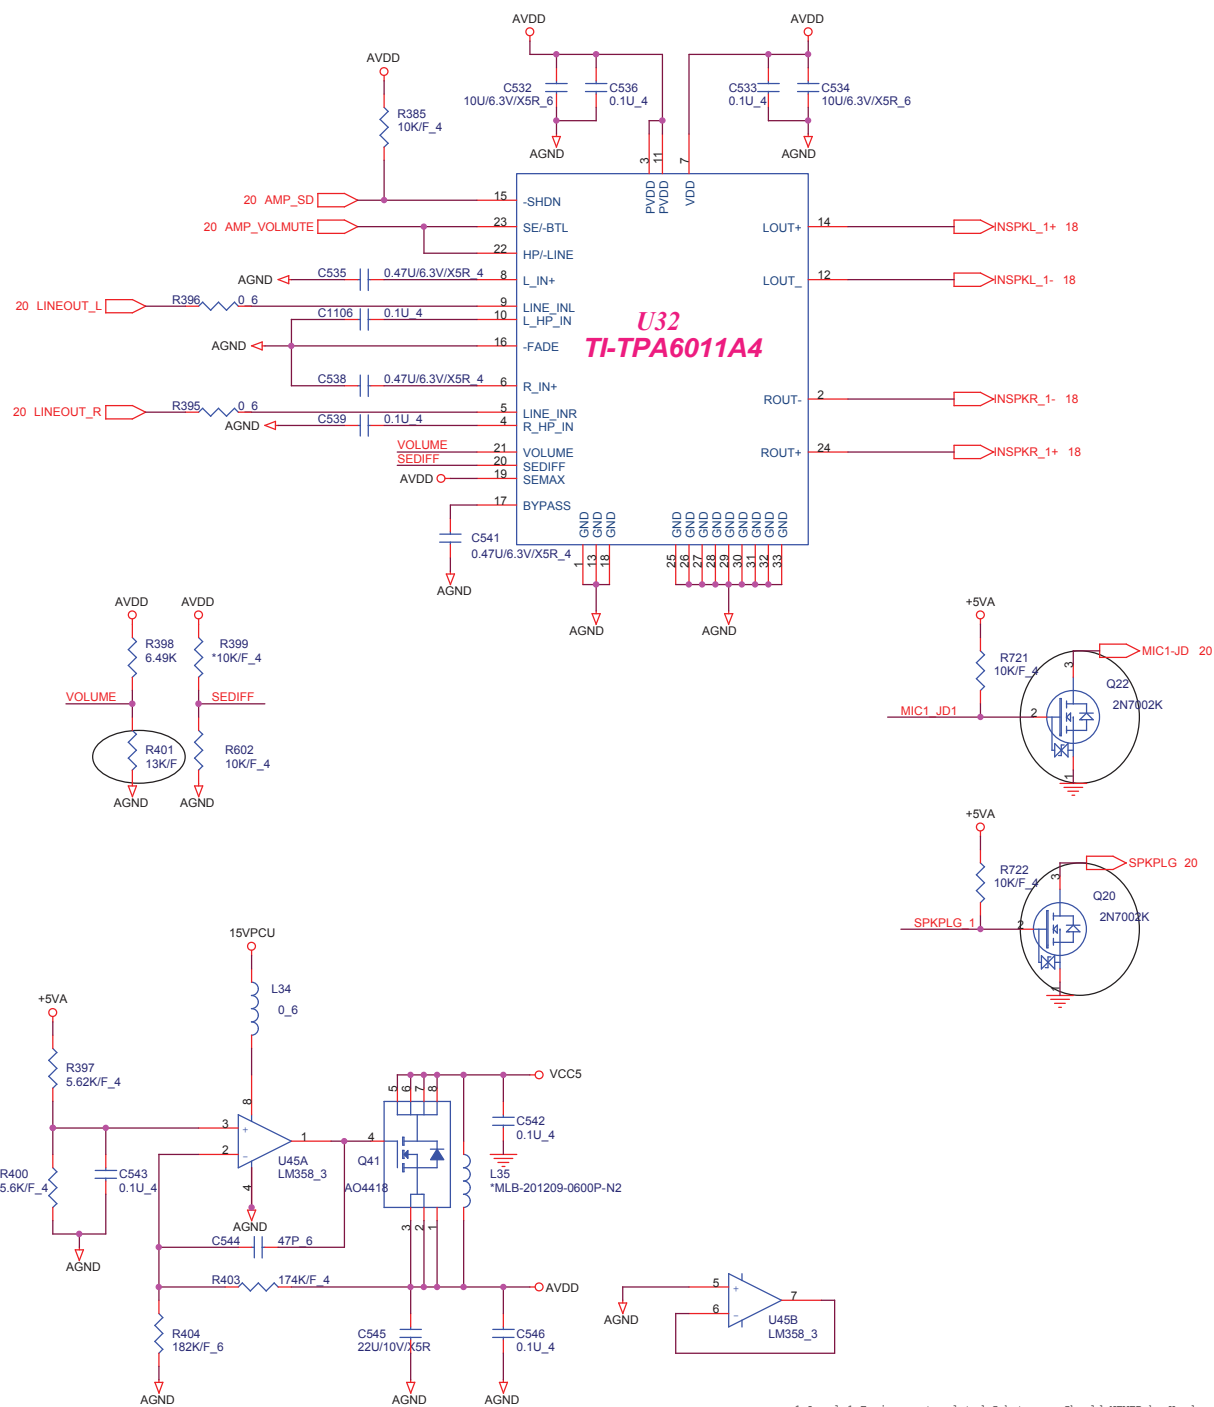 AVDD
AVDD
AVDD
C532
10U/6.3V/X5R_6
C536
0.1U_4
C533
0.1U_4
C534
10U/6.3V/X5R_6
R385
10K/F_4
AGND
AGND
3
11
7
PVDD
PVDD
VDD
20 AMP_SD
15
-SHDN
20 AMP_VOLMUTE
23
SE/-BTL
22
HP/-LINE
AGND
C535
0.47U/6.3V/X5R_4
8
L_IN+
20 LINEOUT_L
R396
0_6
9
LINE_INL
C1106
0.1U_4
10
L_HP_IN
AGND
16
-FADE
C538
0.47U/6.3V/X5R_4
6
R_IN+
20 LINEOUT_R
R395
0_6
5
LINE_INR
AGND
C539
0.1U_4
4
R_HP_IN
VOLUME
21
VOLUME
SEDIFF
20
SEDIFF
AVDD
19
SEMAX
17
BYPASS
C541
0.47U/6.3V/X5R_4
AGND
U32
TI-TPA6011A4
LOUT+
14
INSPKL_1+ 18
LOUT_
12
INSPKL_1- 18
ROUT-
2
INSPKR_1- 18
ROUT+
24
INSPKR_1+ 18
GND
GND
GND
GND
GND
GND
GND
GND
GND
GND
GND
GND
1
13
18
25
26
27
28
29
30
31
32
33
AGND
AGND
AVDD
AVDD
R398
6.49K
R399
*10K/F_4
VOLUME
SEDIFF
R401
13K/F
R602
10K/F_4
AGND
AGND
+5VA
R721
10K/F_4
MIC1_JD1
2
3
1
Q22
2N7002K
MIC1-JD 20
+5VA
R722
10K/F_4
SPKPLG_1
2
3
1
Q20
2N7002K
SPKPLG 20
15VPCU
L34
0_6
+5VA
R397
5.62K/F_4
R400
5.6K/F_4
C543
0.1U_4
AGND
8
3
+
2
−
1
4
U45A
LM358_3
AGND
C544
47P_6
5
6
7
8
4
Q41
AO4418
3
2
1
VCC5
C542
0.1U_4
L35
*MLB-201209-0600P-N2
R403
174K/F_4
AVDD
R404
182K/F_6
C545
22U/10V/X5R
C546
0.1U_4
AGND
AGND
AGND
AGND
5
+
6
−
7
U45B
LM358_3